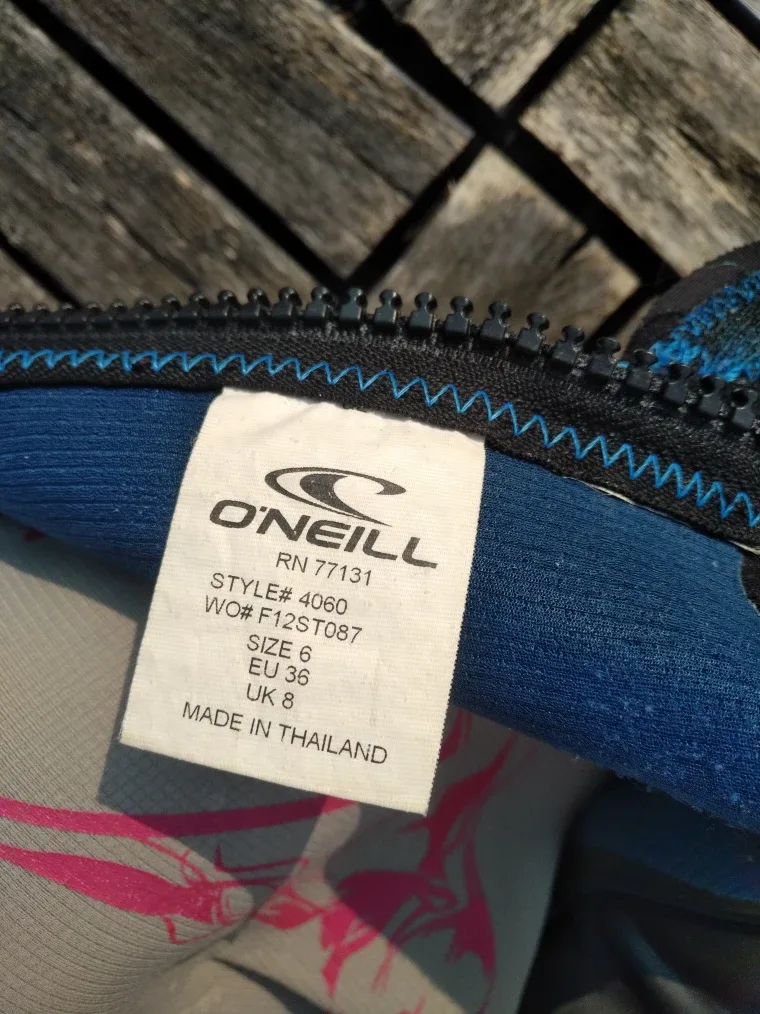 O'NEILL
RN 77131
STYLE# 4060
WO# F12ST087
SIZE 6
EU 36
UK 8
MADE IN THAILAND